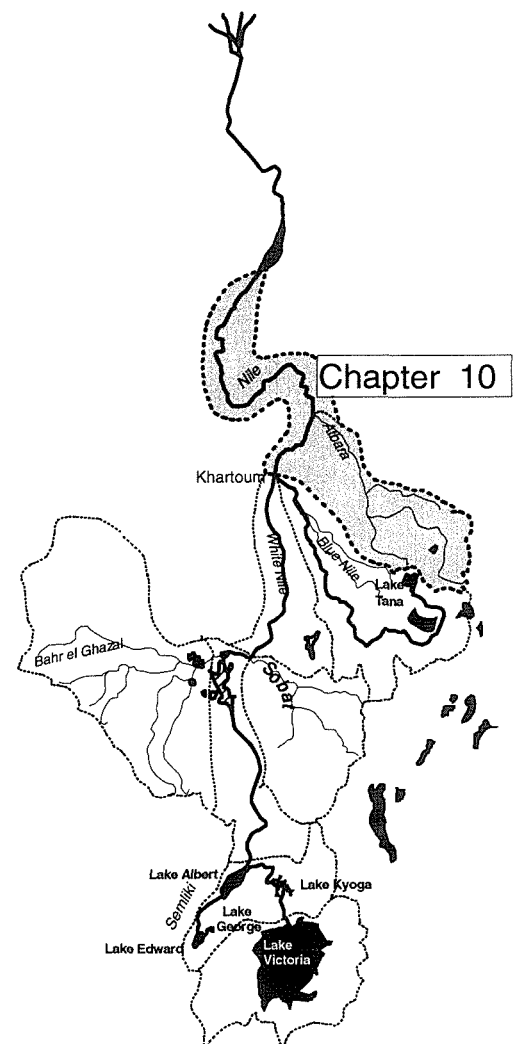 Nile
Chapter 10
Atbara
Khartoum
White Nile
Blue Nile
Lake
Tana
Bahr el Ghazal
Sobat
Lake Albert
Lake Kyoga
Semliki
Lake
George
Lake Edward
Lake
Victoria